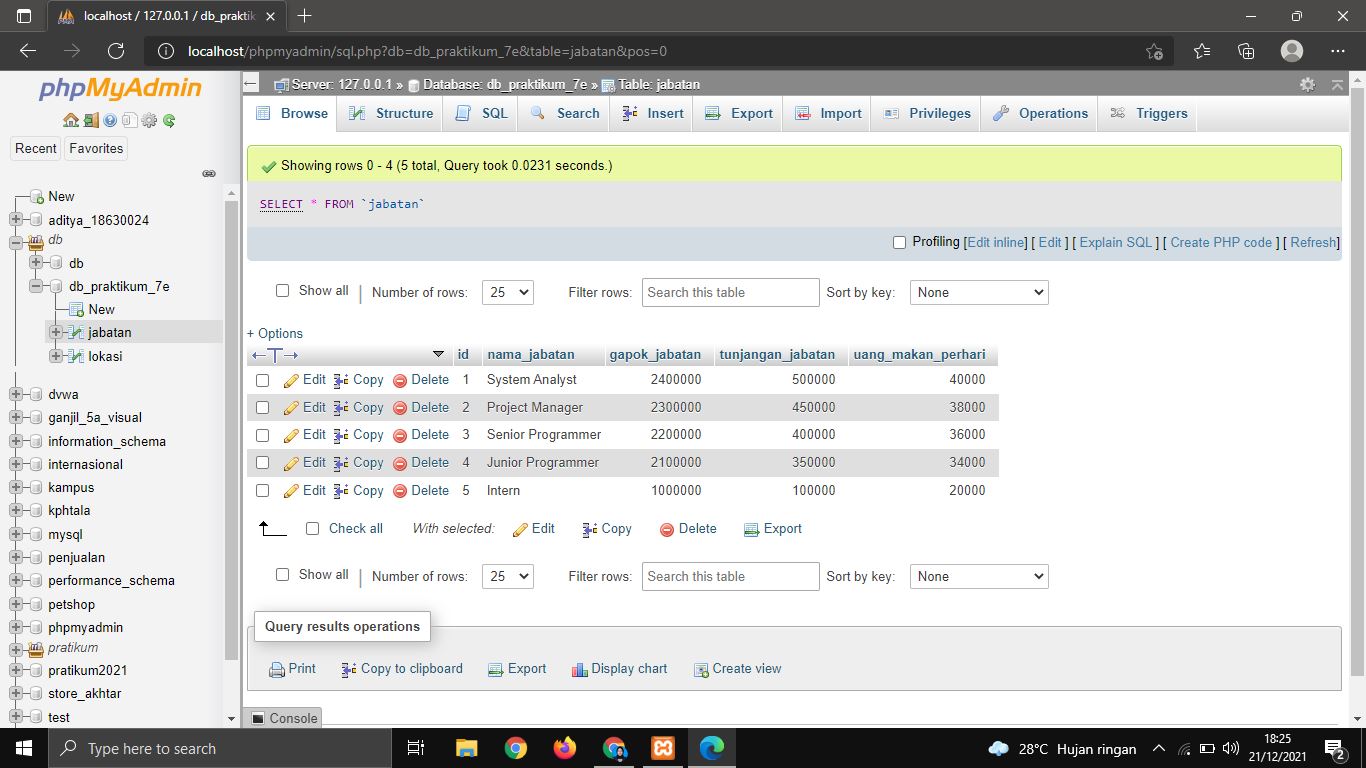 localhost / 127.0.0.1 / db_praktik
localhost/phpmyadmin/sql.php?db=db_praktikum_7e&table=jabatan&pos=0
phpMyAdmin
Recent Favorites
New
aditya_18630024
db
db
db_praktikum_7e
New
jabatan
lokasi
dvwa
ganjil_5a_visual
information_schema
internasional
kampus
kphtala
mysql
penjualan
performance_schema
petshop
phpmyadmin
pratikum
pratikum2021
store_akhtar
test
Server: 127.0.0.1 » Database: db_praktikum_7e » Table: jabatan
Browse Structure SQL Search Insert Export Import Privileges Operations Triggers
Showing rows 0 - 4 (5 total, Query took 0.0231 seconds.)
SELECT * FROM `jabatan`
Profiling [Edit inline] [ Edit ] [ Explain SQL ] [ Create PHP code ] [ Refresh]
Show all | Number of rows: 25 Filter rows: Search this table Sort by key: None
+ Options
←T→ id nama_jabatan gapok_jabatan tunjangan_jabatan uang_makan_perhari
Edit Copy Delete 1 System Analyst 2400000 500000 40000
Edit Copy Delete 2 Project Manager 2300000 450000 38000
Edit Copy Delete 3 Senior Programmer 2200000 400000 36000
Edit Copy Delete 4 Junior Programmer 2100000 350000 34000
Edit Copy Delete 5 Intern 1000000 100000 20000
Check all With selected: Edit Copy Delete Export
Show all | Number of rows: 25 Filter rows: Search this table Sort by key: None
Query results operations
Print Copy to clipboard Export Display chart Create view
Console
Type here to search
28°C Hujan ringan
18:25
21/12/2021
2